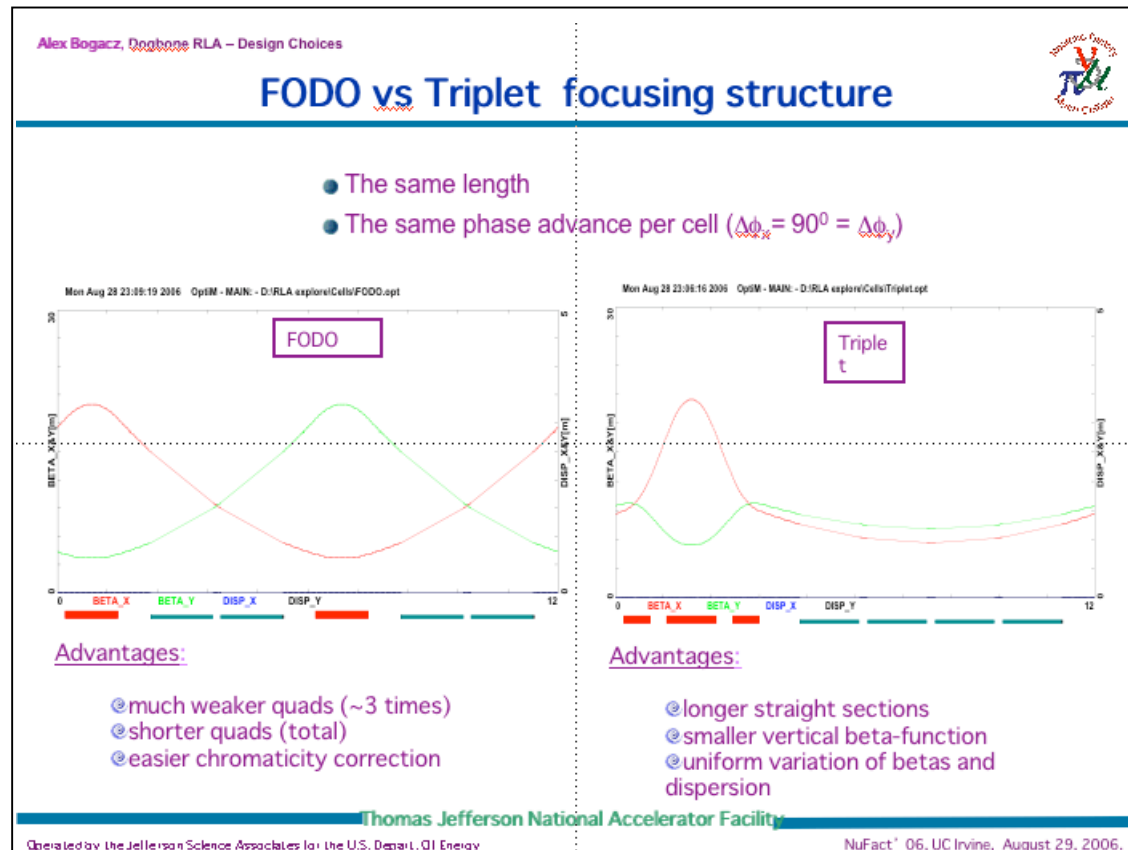 Alex Bogacz, Dogbone RLA – Design Choices
FODO vs Triplet focusing structure
The same length
The same phase advance per cell (Δϕx= 90⁰ = Δϕy)
Mon Aug 28 23:09:19 2006 OptiM - MAIN: - D:\RLA explore\Cells\FODO.opt
30
5
FODO
BETA_X&Y[m]
DISP_X&Y[m]
0
0
0 BETA_X BETA_Y DISP_X DISP_Y 12
Mon Aug 28 23:06:16 2006 OptiM - MAIN: - D:\RLA explore\Cells\Triplet.opt
30
5
Triple
t
BETA_X&Y[m]
DISP_X&Y[m]
0
0
0 BETA_X BETA_Y DISP_X DISP_Y 12
Advantages:
much weaker quads (~3 times)
shorter quads (total)
easier chromaticity correction
Advantages:
longer straight sections
smaller vertical beta-function
uniform variation of betas and
dispersion
Thomas Jefferson National Accelerator Facility
Operated by the Jefferson Science Associates for the U.S. Depart. Of Energy
NuFact' 06, UC Irvine, August 29, 2006,